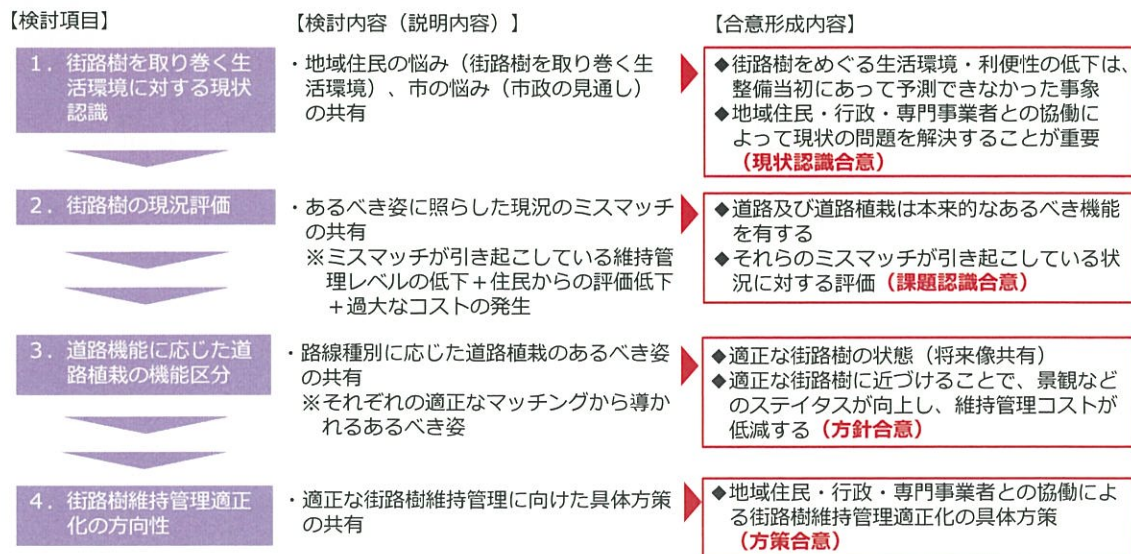 【検討項目】
【検討内容（説明内容）】
【合意形成内容】
1．街路樹を取り巻く生
活環境に対する現状
認識
・地域住民の悩み（街路樹を取り巻く生
活環境）、市の悩み（市政の見通し）
の共有
◆街路樹をめぐる生活環境・利便性の低下は、
整備当初にあって予測できなかった事象
◆地域住民・行政・専門事業者との協働に
よって現状の問題を解決することが重要
（現状認識合意）
2．街路樹の現況評価
・あるべき姿に照らした現況のミスマッチ
の共有
※ミスマッチが引き起こしている維持管
理レベルの低下＋住民からの評価低下
＋過大なコストの発生
◆道路及び道路植栽は本来的なあるべき機能
を有する
◆それらのミスマッチが引き起こしている状
況に対する評価（課題認識合意）
3．道路機能に応じた道
路植栽の機能区分
・路線種別に応じた道路植栽のあるべき姿
の共有
※それぞれの適正なマッチングから導か
れるあるべき姿
◆適正な街路樹の状態（将来像共有）
◆適正な街路樹に近づけることで、景観など
のステイタスが向上し、維持管理コストが
低減する（方針合意）
4．街路樹維持管理適正
化の方向性
・適正な街路樹維持管理に向けた具体方策
の共有
◆地域住民・行政・専門事業者との協働によ
る街路樹維持管理適正化の具体方策
（方策合意）